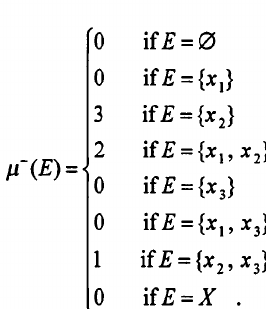 0 if E = ∅
0 if E = {x₁}
3 if E = {x₂}
2 if E = {x₁, x₂}
μ⁻(E) = 0 if E = {x₃}
0 if E = {x₁, x₃}
1 if E = {x₂, x₃}
0 if E = X .